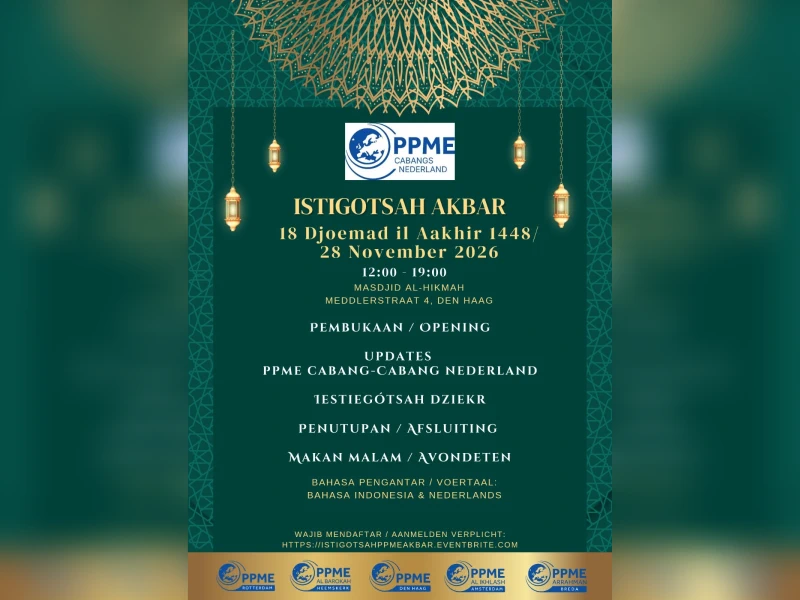 PPME
CABANGS
NEDERLAND
ISTIGOTSAH AKBAR
18 Djoemad il Aakhir 1448/
28 November 2026
12:00 - 19:00
MASDJID AL-HIKMAH
MEDDLERSTRAAT 4, DEN HAAG
PEMBUKAAN / OPENING
UPDATES
PPME CABANG-CABANG NEDERLAND
IESTIEGÓTSAH DZIEKR
PENUTUPAN / AFSLUITING
MAKAN MALAM / AVONDETEN
BAHASA PENGANTAR / VOERTAAL:
BAHASA INDONESIA & NEDERLANDS
WAJIB MENDAFTAR / AANMELDEN VERPLICHT:
HTTPS://ISTIGOTSAHPPMEAKBAR.EVENTBRITE.COM
PPME
ROTTERDAM
PPME
AL BAROKAH
HEEMSKERK
PPME
DEN HAAG
PPME
AL IKHLASH
AMSTERDAM
PPME
ARRAHMAN
BREDA